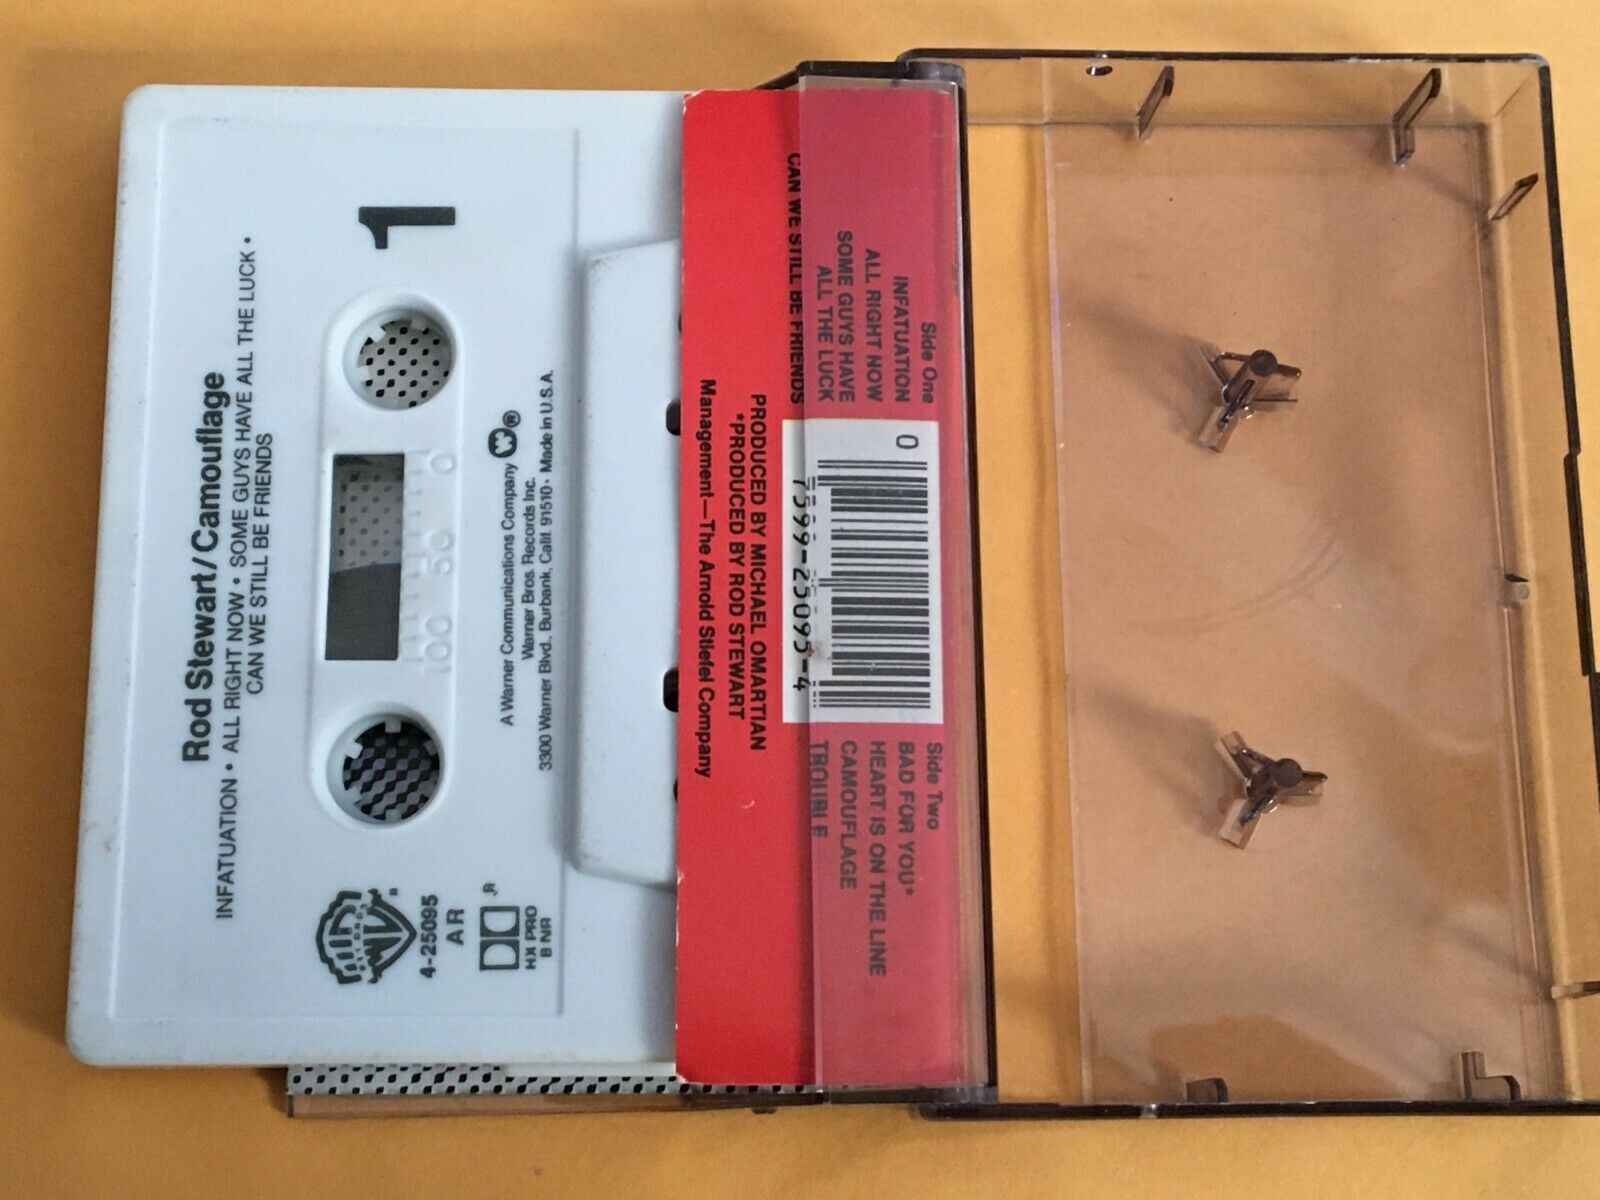 Rod Stewart/Camouflage
INFATUATION • ALL RIGHT NOW • SOME GUYS HAVE ALL THE LUCK •
CAN WE STILL BE FRIENDS
1
100 50 0
4-25095
AR
HX PRO
B NR
A Warner Communications Company ®
Warner Bros. Records Inc.
3300 Warner Blvd., Burbank, Calif. 91510 • Made in U.S.A.
Side One
INFATUATION
ALL RIGHT NOW
SOME GUYS HAVE
ALL THE LUCK
CAN WE STILL BE FRIENDS
0
7599-25095-4
Side Two
BAD FOR YOU*
HEART IS ON THE LINE
CAMOUFLAGE
TROUBLE
PRODUCED BY MICHAEL OMARTIAN
*PRODUCED BY ROD STEWART
Management—The Arnold Stiefel Company